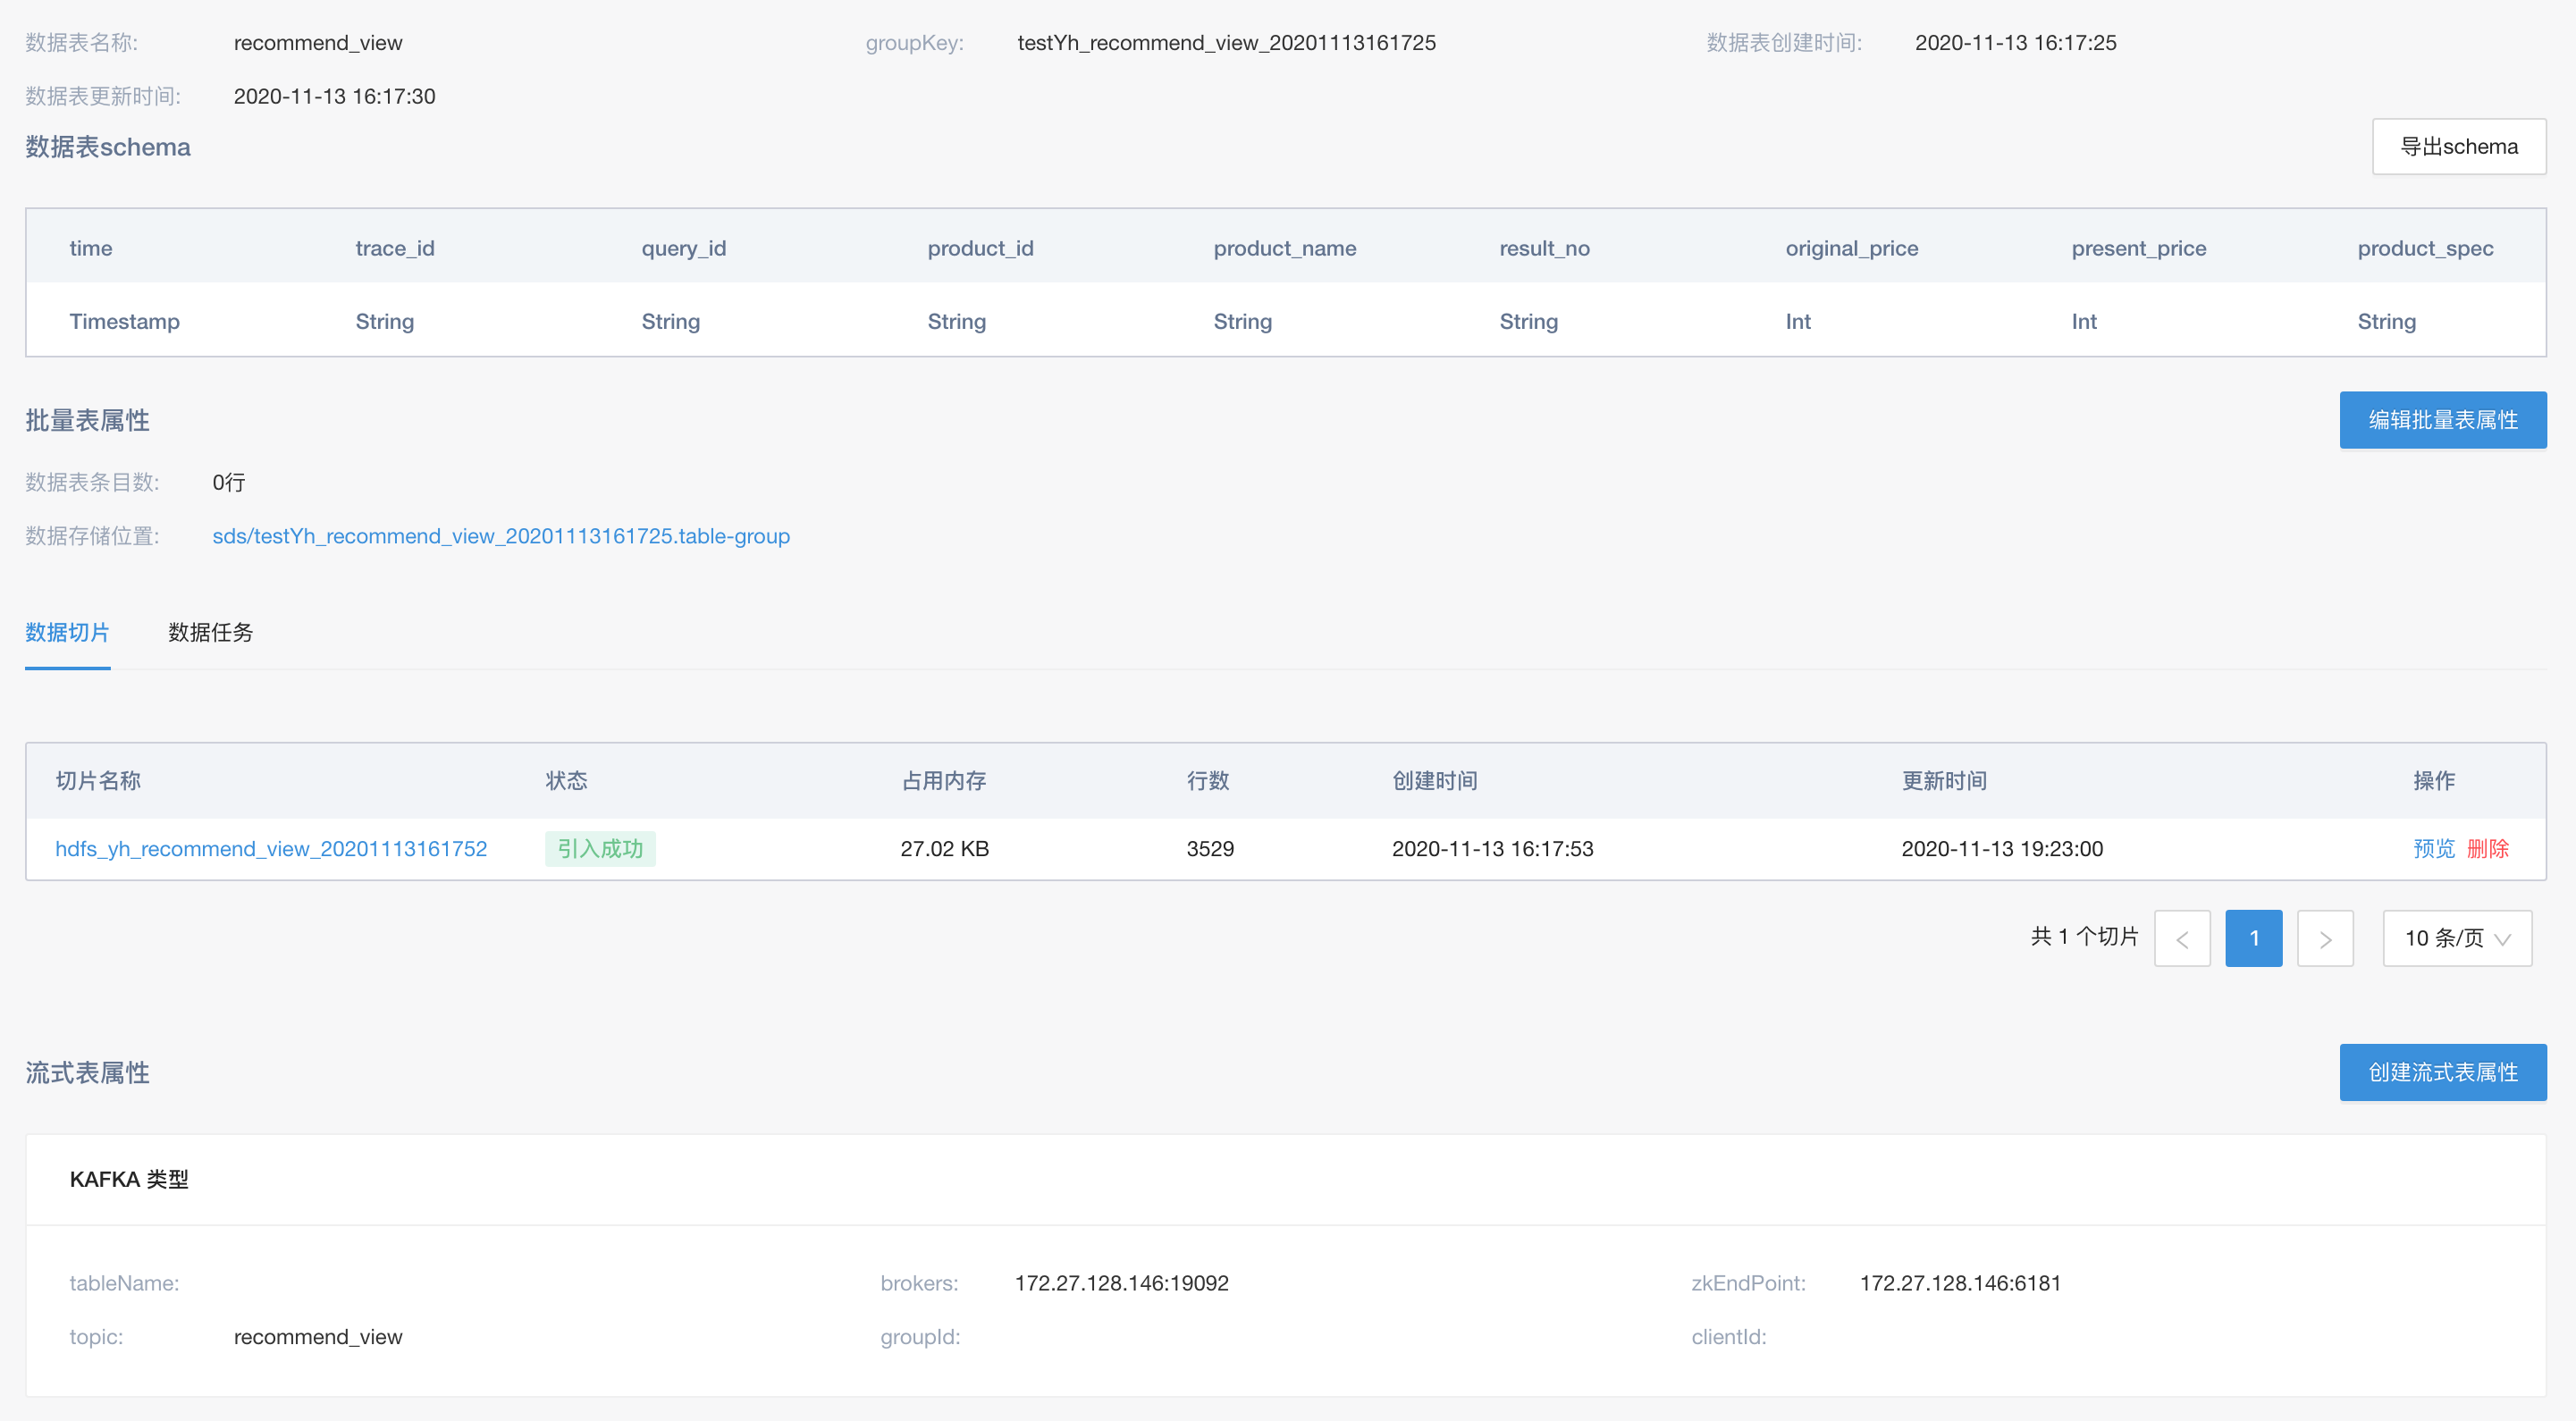 数据表名称: recommend_view groupKey: testYh_recommend_view_20201113161725 数据表创建时间: 2020-11-13 16:17:25
数据表更新时间: 2020-11-13 16:17:30
数据表schema 导出schema
time trace_id query_id product_id product_name result_no original_price present_price product_spec
Timestamp String String String String String Int Int String
批量表属性 编辑批量表属性
数据表条目数: 0行
数据存储位置: sds/testYh_recommend_view_20201113161725.table-group
数据切片 数据任务
切片名称 状态 占用内存 行数 创建时间 更新时间 操作
hdfs_yh_recommend_view_20201113161752 引入成功 27.02 KB 3529 2020-11-13 16:17:53 2020-11-13 19:23:00 预览 删除
共 1 个切片 1 10 条/页
流式表属性 创建流式表属性
KAFKA 类型
tableName: brokers: 172.27.128.146:19092 zkEndPoint: 172.27.128.146:6181
topic: recommend_view groupId: clientId: